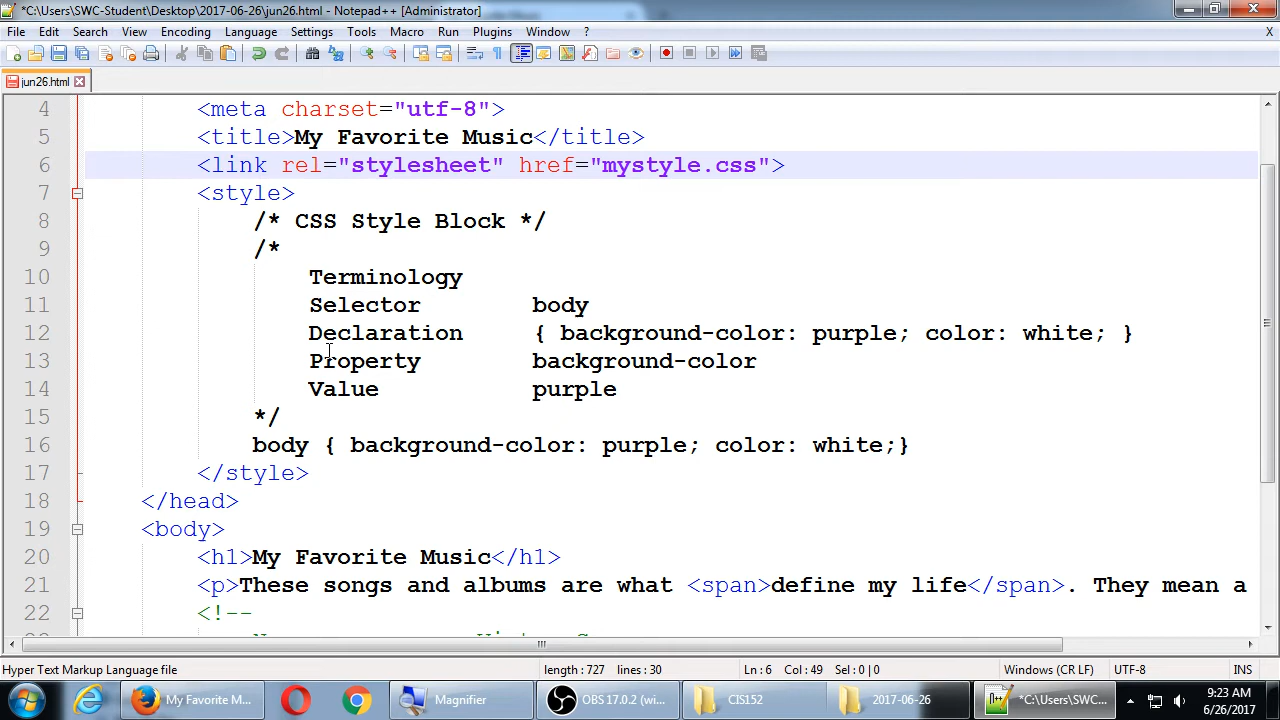 *C:\Users\SWC-Student\Desktop\2017-06-26\jun26.html - Notepad++ [Administrator]
File Edit Search View Encoding Language Settings Tools Macro Run Plugins Window ? X
jun26.html
4 <meta charset="utf-8">
5 <title>My Favorite Music</title>
6 <link rel="stylesheet" href="mystyle.css">
7 <style>
8 /* CSS Style Block */
9 /*
10 Terminology
11 Selector body
12 Declaration { background-color: purple; color: white; }
13 Property background-color
14 Value purple
15 */
16 body { background-color: purple; color: white;}
17 </style>
18 </head>
19 <body>
20 <h1>My Favorite Music</h1>
21 <p>These songs and albums are what <span>define my life</span>. They mean a
22 <!--
Hyper Text Markup Language file length : 727 lines : 30 Ln : 6 Col : 49 Sel : 0 | 0 Windows (CR LF) UTF-8 INS
My Favorite M... Magnifier OBS 17.0.2 (wi... CIS152 2017-06-26 *C:\Users\SWC... 9:23 AM
6/26/2017